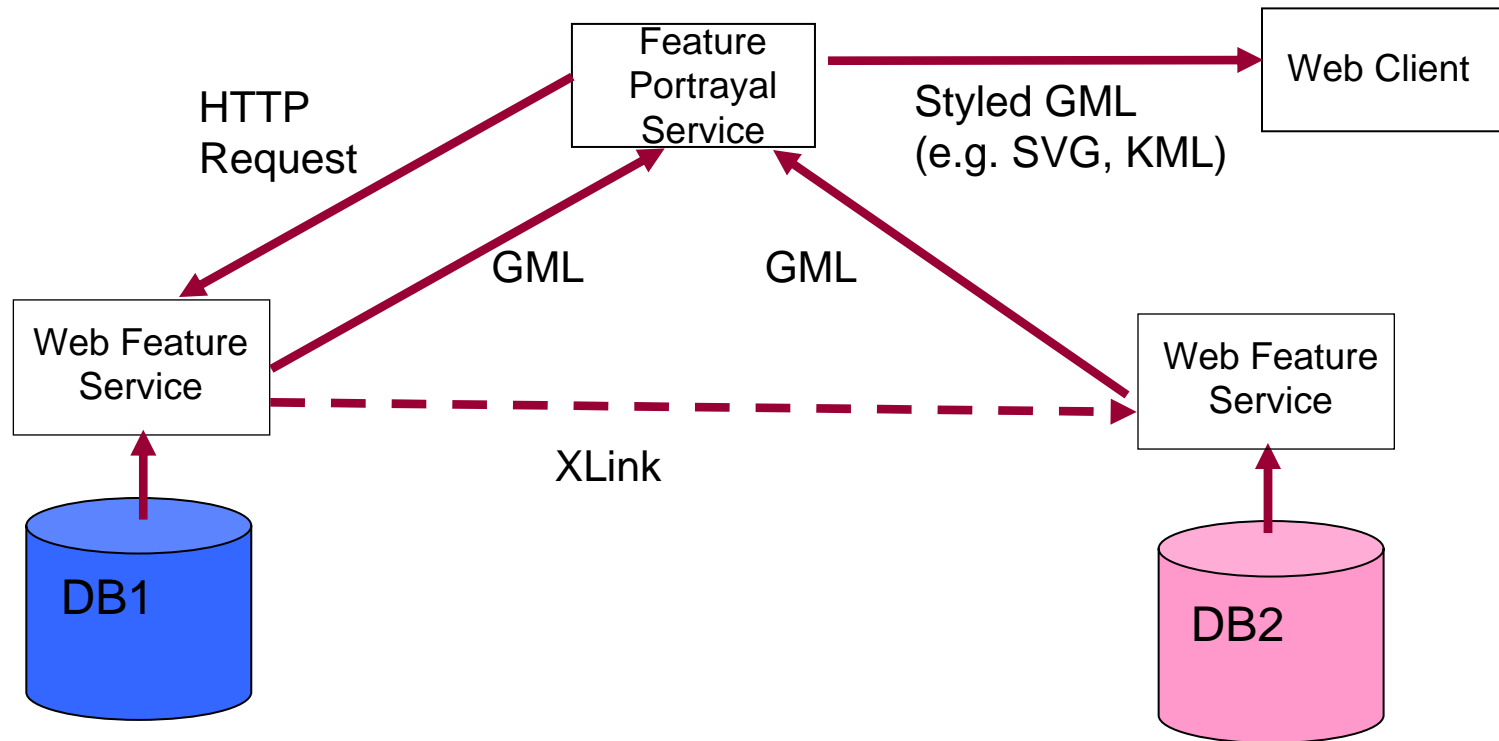 Feature
Portrayal
Service
Web Client
HTTP
Request
Styled GML
(e.g. SVG, KML)
GML
GML
Web Feature
Service
Web Feature
Service
XLink
DB1
DB2